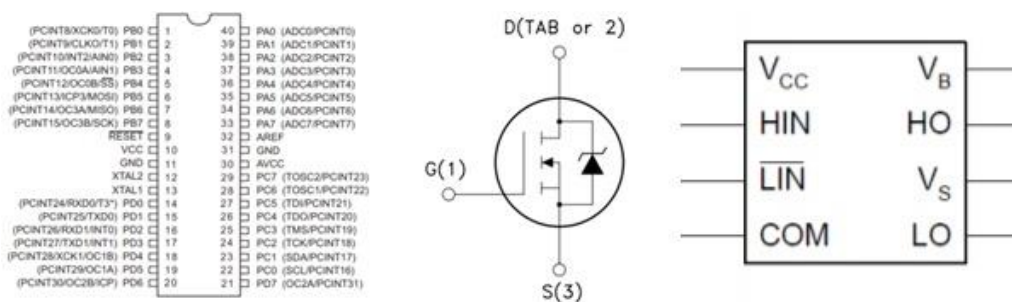 (PCINT8/XCK0/T0) PB0 1 40 PA0 (ADC0/PCINT0)
(PCINT9/CLKO/T1) PB1 2 39 PA1 (ADC1/PCINT1)
(PCINT10/INT2/AIN0) PB2 3 38 PA2 (ADC2/PCINT2)
(PCINT11/OC0A/AIN1) PB3 4 37 PA3 (ADC3/PCINT3)
(PCINT12/OC0B/SS) PB4 5 36 PA4 (ADC4/PCINT4)
(PCINT13/ICP3/MOSI) PB5 6 35 PA5 (ADC5/PCINT5)
(PCINT14/OC3A/MISO) PB6 7 34 PA6 (ADC6/PCINT6)
(PCINT15/OC3B/SCK) PB7 8 33 PA7 (ADC7/PCINT7)
RESET 9 32 AREF
VCC 10 31 GND
GND 11 30 AVCC
XTAL2 12 29 PC7 (TOSC2/PCINT23)
XTAL1 13 28 PC6 (TOSC1/PCINT22)
(PCINT24/RXD0/T3*) PD0 14 27 PC5 (TDI/PCINT21)
(PCINT25/TXD0) PD1 15 26 PC4 (TDO/PCINT20)
(PCINT26/RXD1/INT0) PD2 16 25 PC3 (TMS/PCINT19)
(PCINT27/TXD1/INT1) PD3 17 24 PC2 (TCK/PCINT18)
(PCINT28/XCK1/OC1B) PD4 18 23 PC1 (SDA/PCINT17)
(PCINT29/OC1A) PD5 19 22 PC0 (SCL/PCINT16)
(PCINT30/OC2B/ICP) PD6 20 21 PD7 (OC2A/PCINT31)
D(TAB or 2)
G(1)
S(3)
VCC VB
HIN HO
LIN VS
COM LO